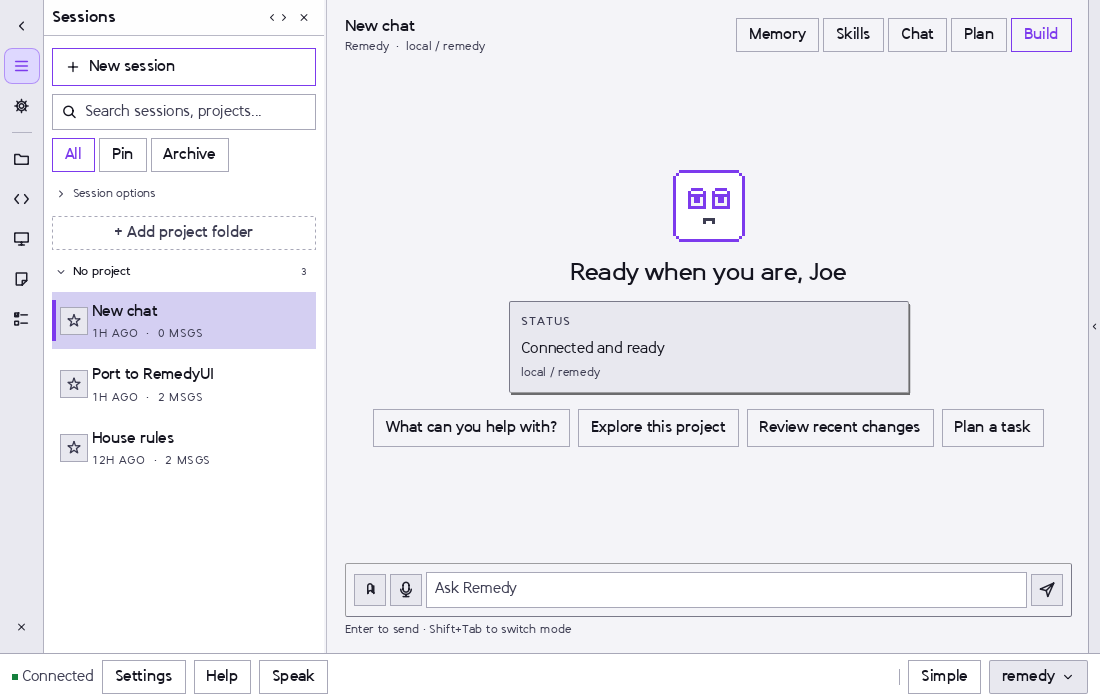 Sessions
New session
Search sessions, projects...
All
Pin
Archive
Session options
+ Add project folder
No project
3
New chat
1H AGO · 0 MSGS
Port to RemedyUI
1H AGO · 2 MSGS
House rules
12H AGO · 2 MSGS
New chat
Remedy · local / remedy
Memory
Skills
Chat
Plan
Build
Ready when you are, Joe
STATUS
Connected and ready
local / remedy
What can you help with?
Explore this project
Review recent changes
Plan a task
Ask Remedy
Enter to send · Shift+Tab to switch mode
Connected
Settings
Help
Speak
Simple
remedy